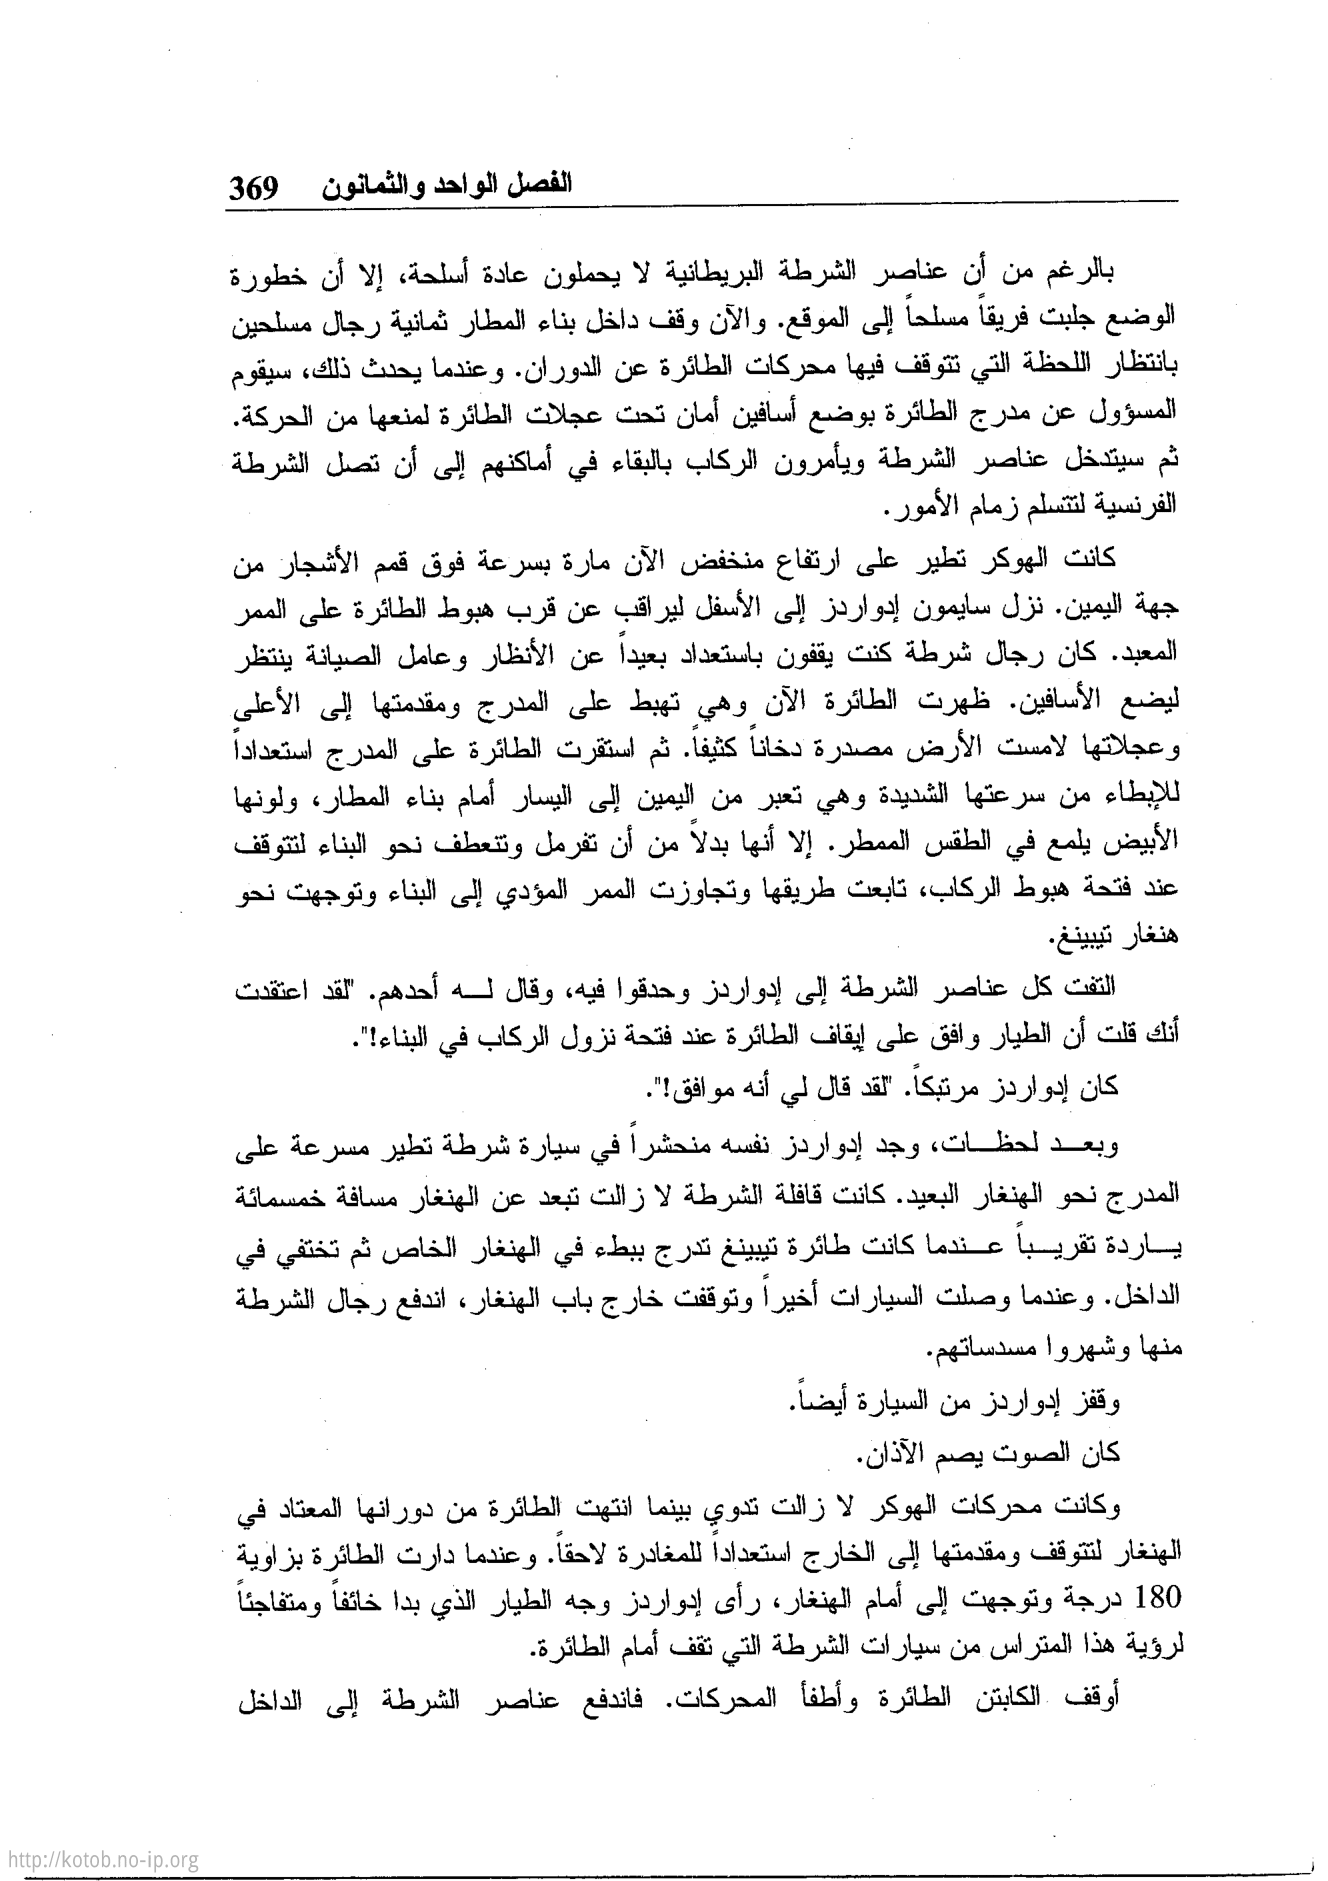 الفصل الواحد والثمانون 369
بالرغم من أن عناصر الشرطة البريطانية لا يحملون عادة أسلحة، إلا أن خطورة
الوضع جلبت فريقاً مسلحاً إلى الموقع. والآن وقف داخل بناء المطار ثمانية رجال مسلحين
بانتظار اللحظة التي تتوقف فيها محركات الطائرة عن الدوران. وعندما يحدث ذلك، سيقوم
المسؤول عن مدرج الطائرة بوضع أسافين أمان تحت عجلات الطائرة لمنعها من الحركة.
ثم سيتدخل عناصر الشرطة ويأمرون الركاب بالبقاء في أماكنهم إلى أن تصل الشرطة
الفرنسية لتتسلم زمام الأمور.
كانت الهوكر تطير على ارتفاع منخفض الآن مارة بسرعة فوق قمم الأشجار من
جهة اليمين. نزل سايمون إدواردز إلى الأسفل ليراقب عن قرب هبوط الطائرة على الممر
المعبد. كان رجال شرطة كنت يقفون باستعداد بعيداً عن الأنظار وعامل الصيانة ينتظر
ليضع الأسافين. ظهرت الطائرة الآن وهي تهبط على المدرج ومقدمتها إلى الأعلى
وعجلاتها لامست الأرض مصدرة دخاناً كثيفاً. ثم استقرت الطائرة على المدرج استعداداً
للإبطاء من سرعتها الشديدة وهي تعبر من اليمين إلى اليسار أمام بناء المطار، ولونها
الأبيض يلمع في الطقس الممطر. إلا أنها بدلاً من أن تفرمل وتنعطف نحو البناء لتتوقف
عند فتحة هبوط الركاب، تابعت طريقها وتجاوزت الممر المؤدي إلى البناء وتوجهت نحو
هنغار تيبينغ.
التفت كل عناصر الشرطة إلى إدواردز وحدقوا فيه، وقال لـه أحدهم. "لقد اعتقدت
أنك قلت أن الطيار وافق على إيقاف الطائرة عند فتحة نزول الركاب في البناء!".
كان إدواردز مرتبكاً. "لقد قال لي أنه موافق!".
وبعـد لحظـات، وجد إدواردز نفسه منحشراً في سيارة شرطة تطير مسرعة على
المدرج نحو الهنغار البعيد. كانت قافلة الشرطة لا زالت تبعد عن الهنغار مسافة خمسمائة
يـاردة تقريـباً عـندما كانت طائرة تيبينغ تدرج ببطء في الهنغار الخاص ثم تختفي في
الداخل. وعندما وصلت السيارات أخيراً وتوقفت خارج باب الهنغار، اندفع رجال الشرطة
منها وشهروا مسدساتهم.
وقفز إدواردز من السيارة أيضاً.
كان الصوت يصم الآذان.
وكانت محركات الهوكر لا زالت تدوي بينما انتهت الطائرة من دورانها المعتاد في
الهنغار لتتوقف ومقدمتها إلى الخارج استعداداً للمغادرة لاحقاً. وعندما دارت الطائرة بزاوية
180 درجة وتوجهت إلى أمام الهنغار، رأى إدواردز وجه الطيار الذي بدا خائفاً ومتفاجئاً
لرؤية هذا المتراس من سيارات الشرطة التي تقف أمام الطائرة.
أوقف الكابتن الطائرة وأطفأ المحركات. فاندفع عناصر الشرطة إلى الداخل
http://kotob.no-ip.org